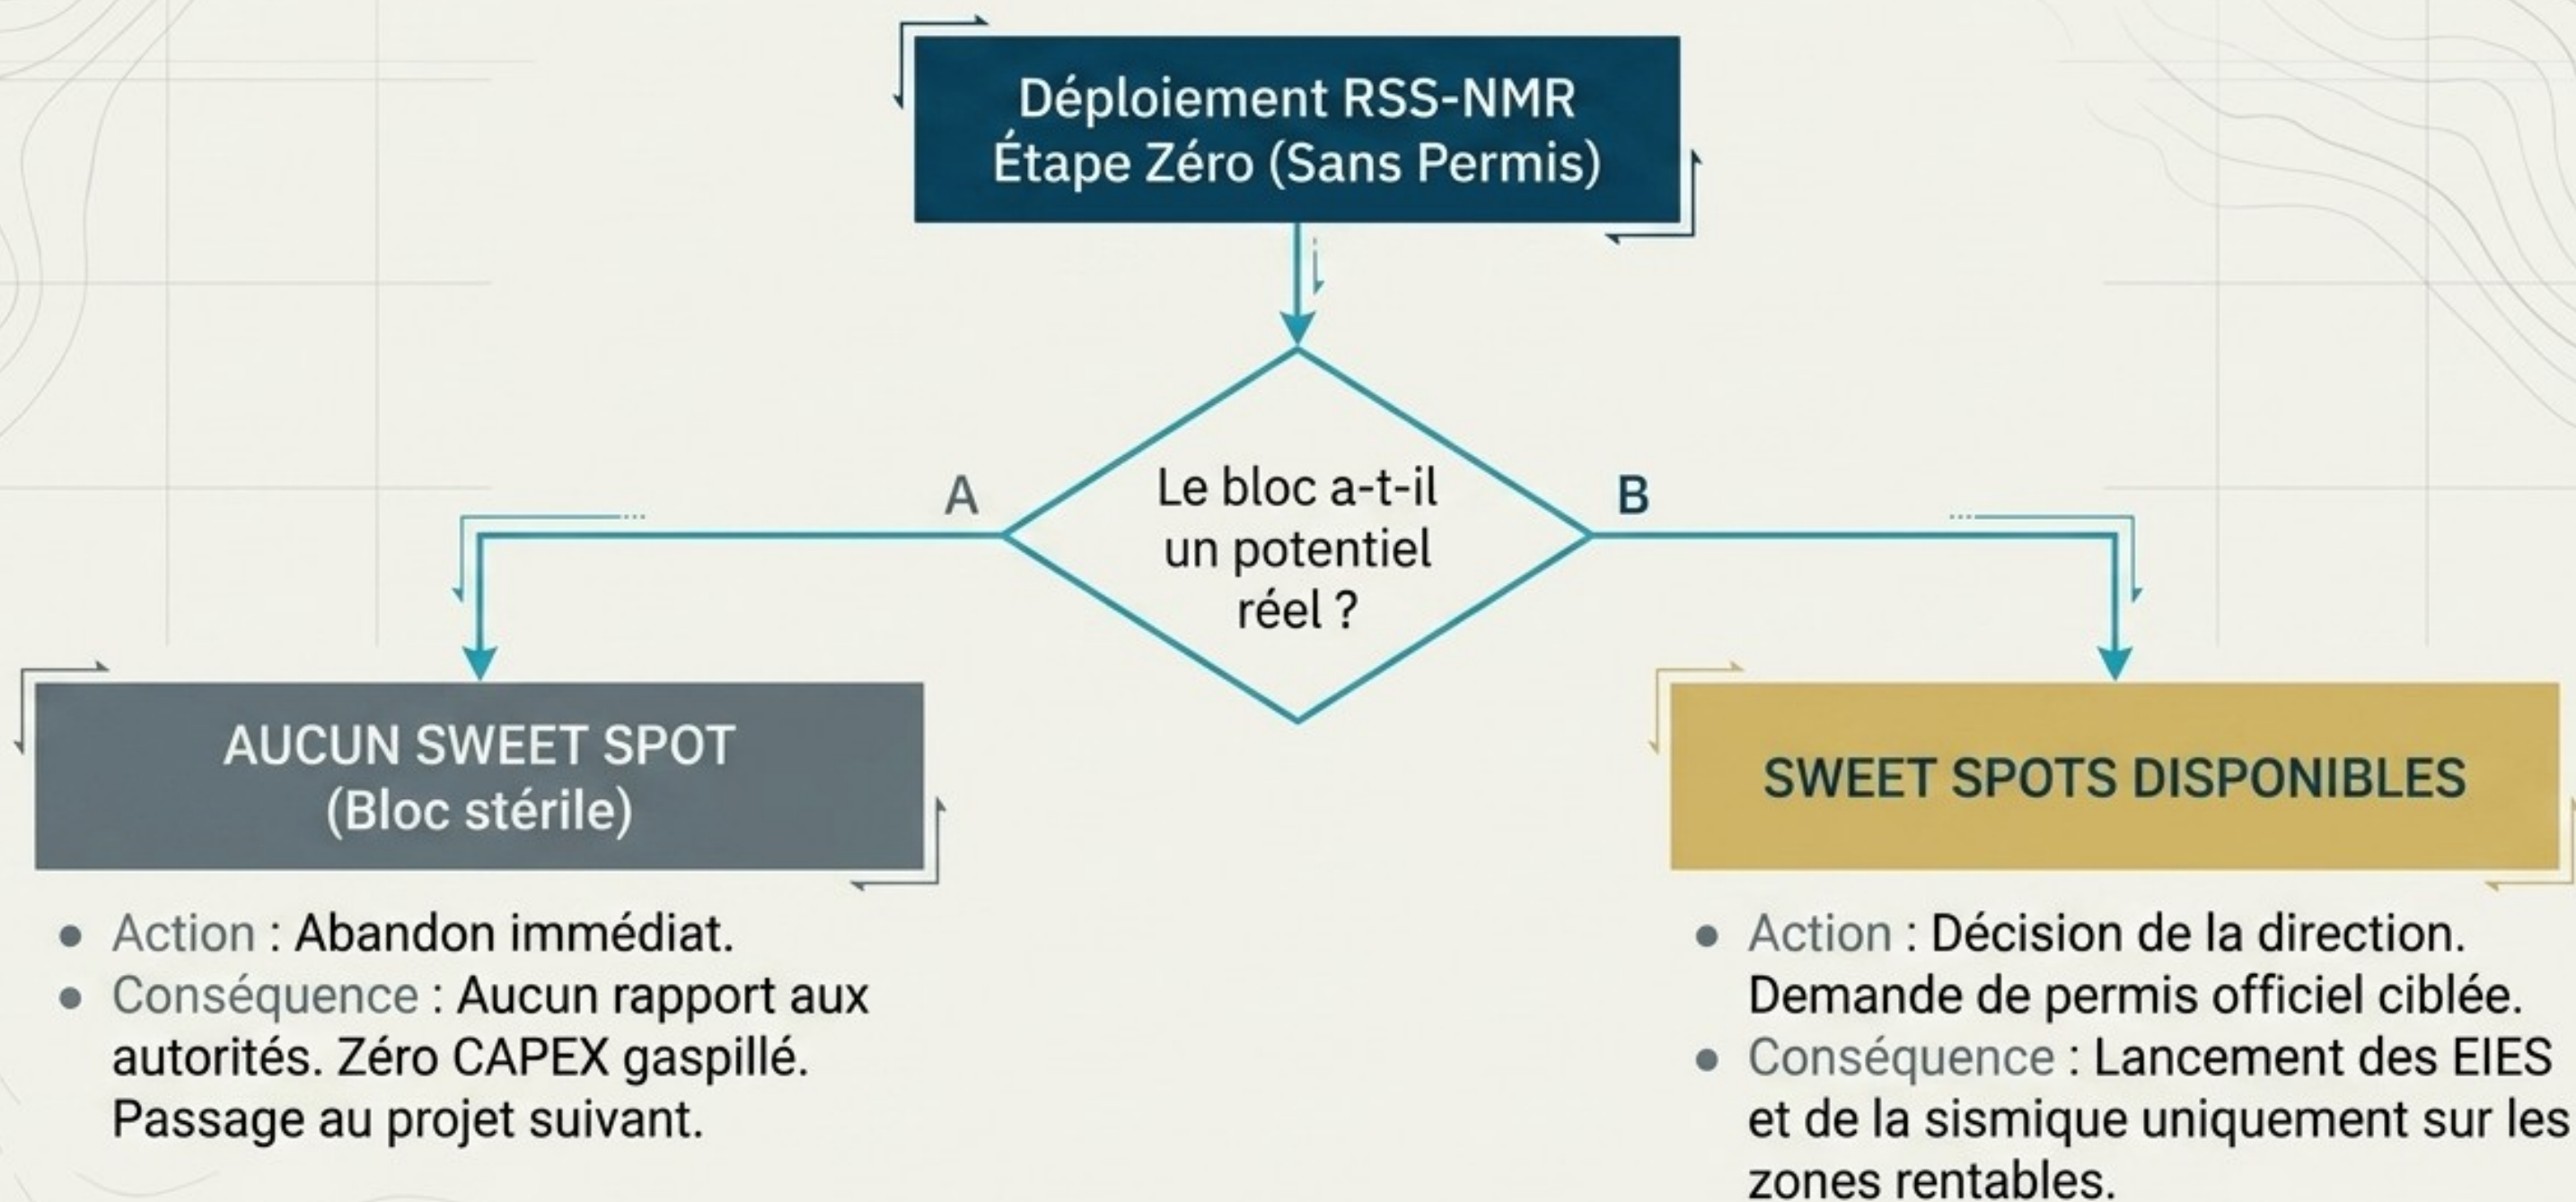 Déploiement RSS-NMR
Étape Zéro (Sans Permis)
Le bloc a-t-il
un potentiel
réel ?
A
B
AUCUN SWEET SPOT
(Bloc stérile)
• Action : Abandon immédiat.
• Conséquence : Aucun rapport aux
autorités. Zéro CAPEX gaspillé.
Passage au projet suivant.
SWEET SPOTS DISPONIBLES
• Action : Décision de la direction.
Demande de permis officiel ciblée.
• Conséquence : Lancement des EIES
et de la sismique uniquement sur les
zones rentables.